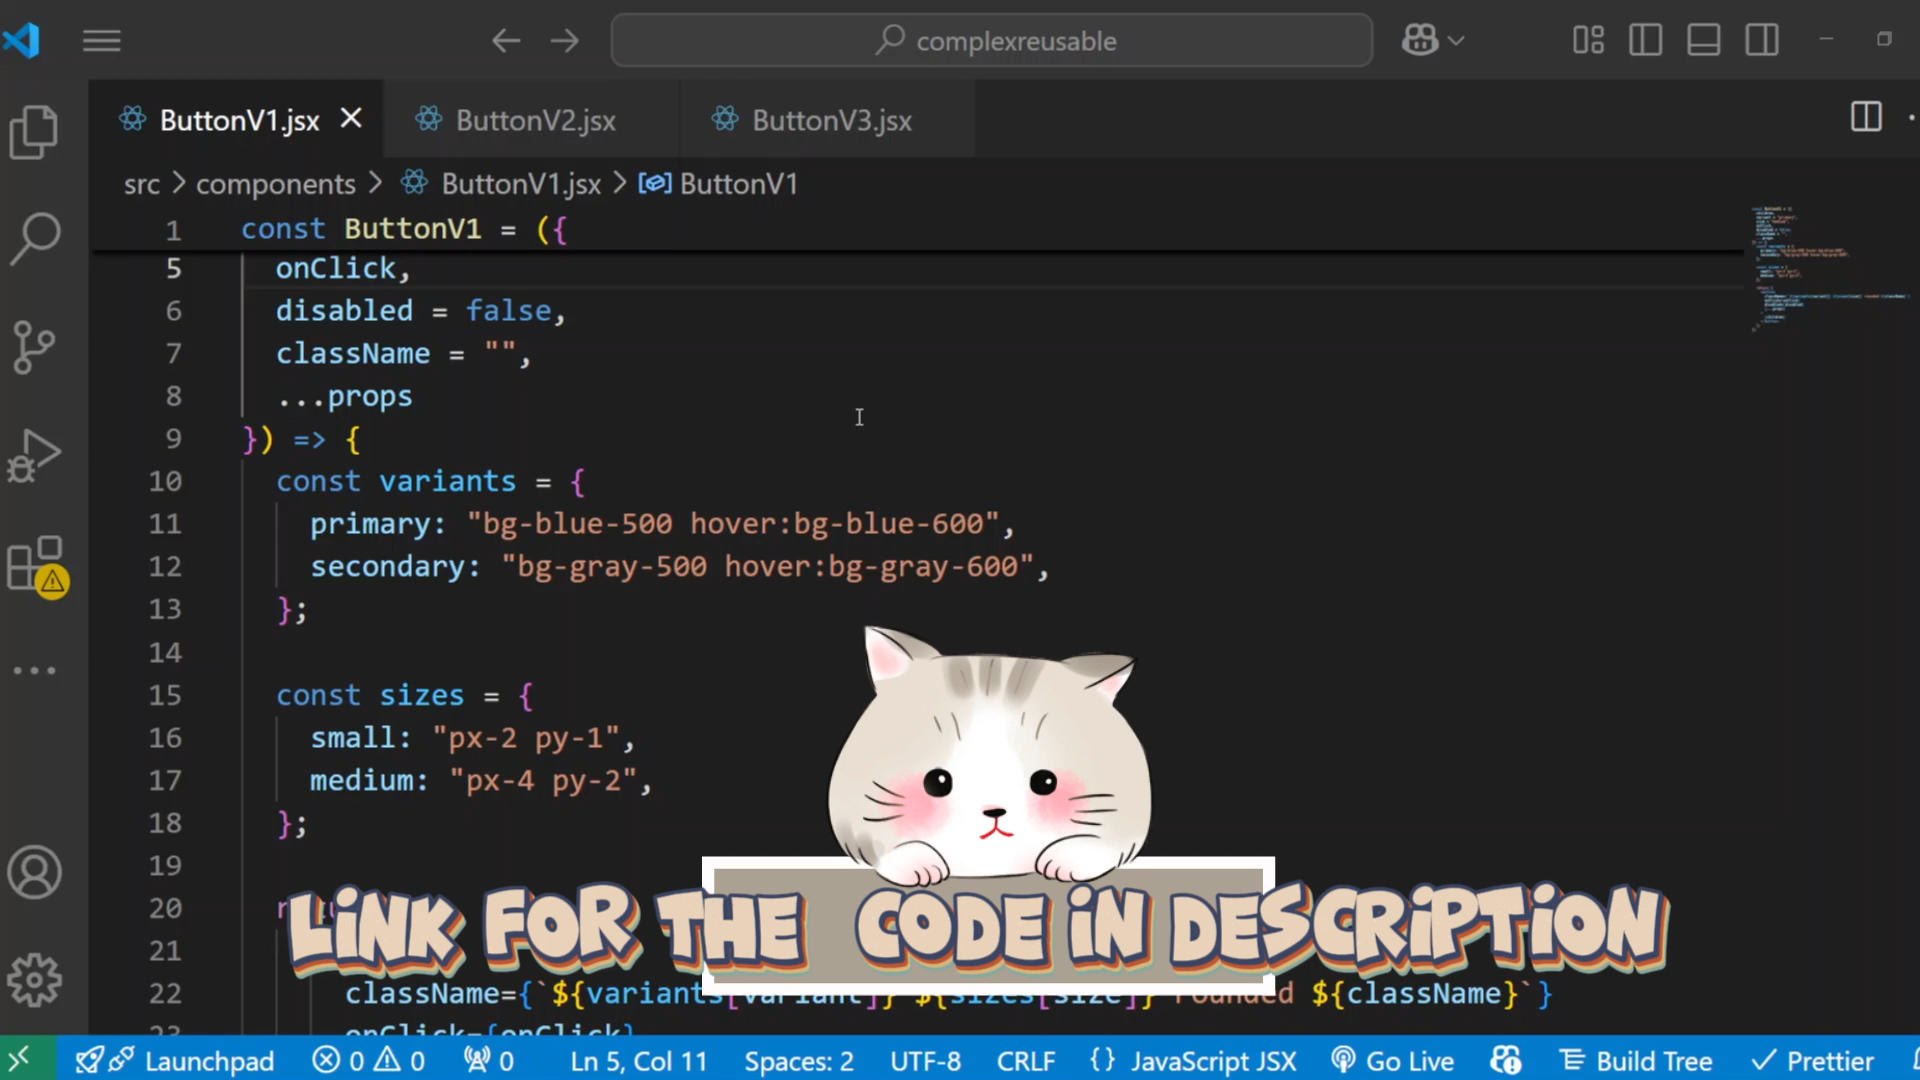 complexreusable
ButtonV1.jsx
ButtonV2.jsx
ButtonV3.jsx
src > components > ButtonV1.jsx > ButtonV1
1 const ButtonV1 = ({
5 onClick,
6 disabled = false,
7 className = "",
8 ...props
9 }) => {
10 const variants = {
11 primary: "bg-blue-500 hover:bg-blue-600",
12 secondary: "bg-gray-500 hover:bg-gray-600",
13 };
14
15 const sizes = {
16 small: "px-2 py-1",
17 medium: "px-4 py-2",
18 };
19
20
LINK FOR THE CODE IN DESCRIPTION
21
22 className={`${variants[variant]} ${sizes[size]} rounded ${className}`}
23 onClick={onClick}
Launchpad 0 0 0 Ln 5, Col 11 Spaces: 2 UTF-8 CRLF {} JavaScript JSX Go Live Build Tree Prettier